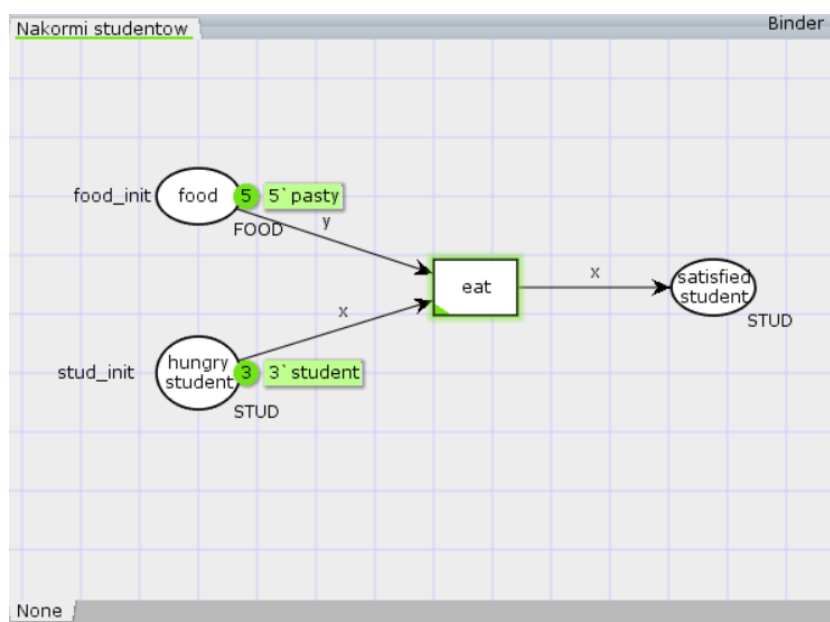 Nakormi studentow
Binder
food_init
food
5
5`pasty
FOOD
y
eat
x
satisfied
student
STUD
x
stud_init
hungry
student
3
3`student
STUD
None